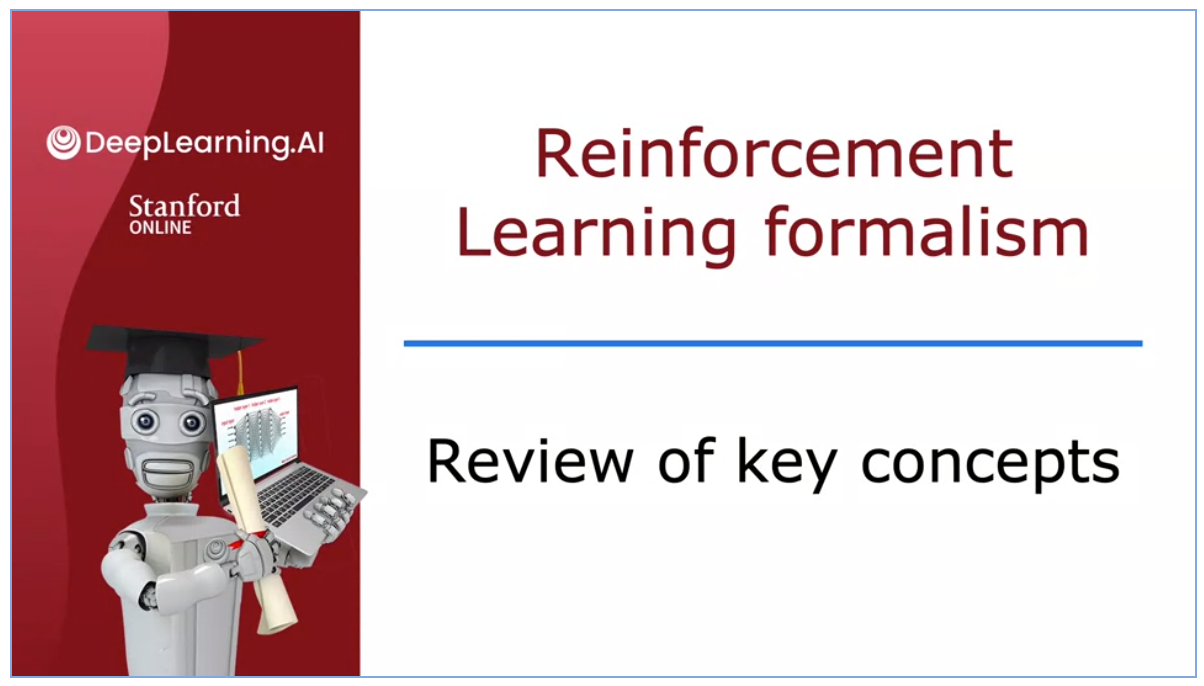 DeepLearning.AI
Stanford
ONLINE
Reinforcement
Learning formalism
Review of key concepts